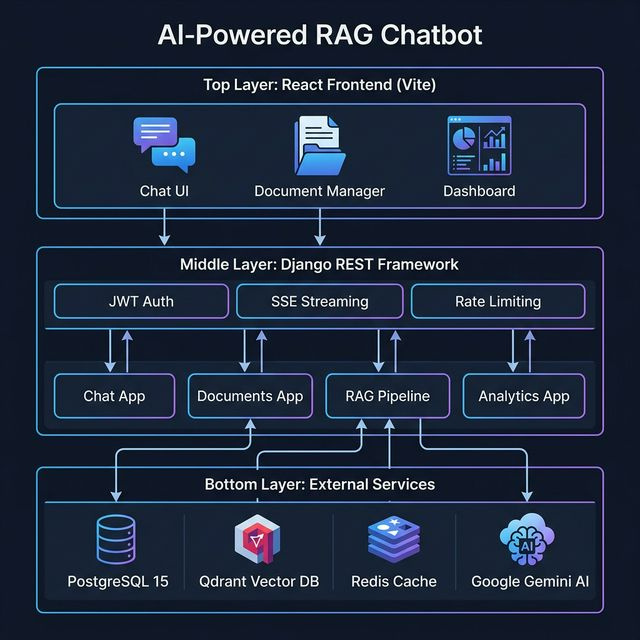 AI-Powered RAG Chatbot
Top Layer: React Frontend (Vite)
Chat UI
Document Manager
Dashboard
Middle Layer: Django REST Framework
JWT Auth
SSE Streaming
Rate Limiting
Chat App
Documents App
RAG Pipeline
Analytics App
Bottom Layer: External Services
AI
PostgreSQL 15
Qdrant Vector DB
Redis Cache
Google Gemini AI